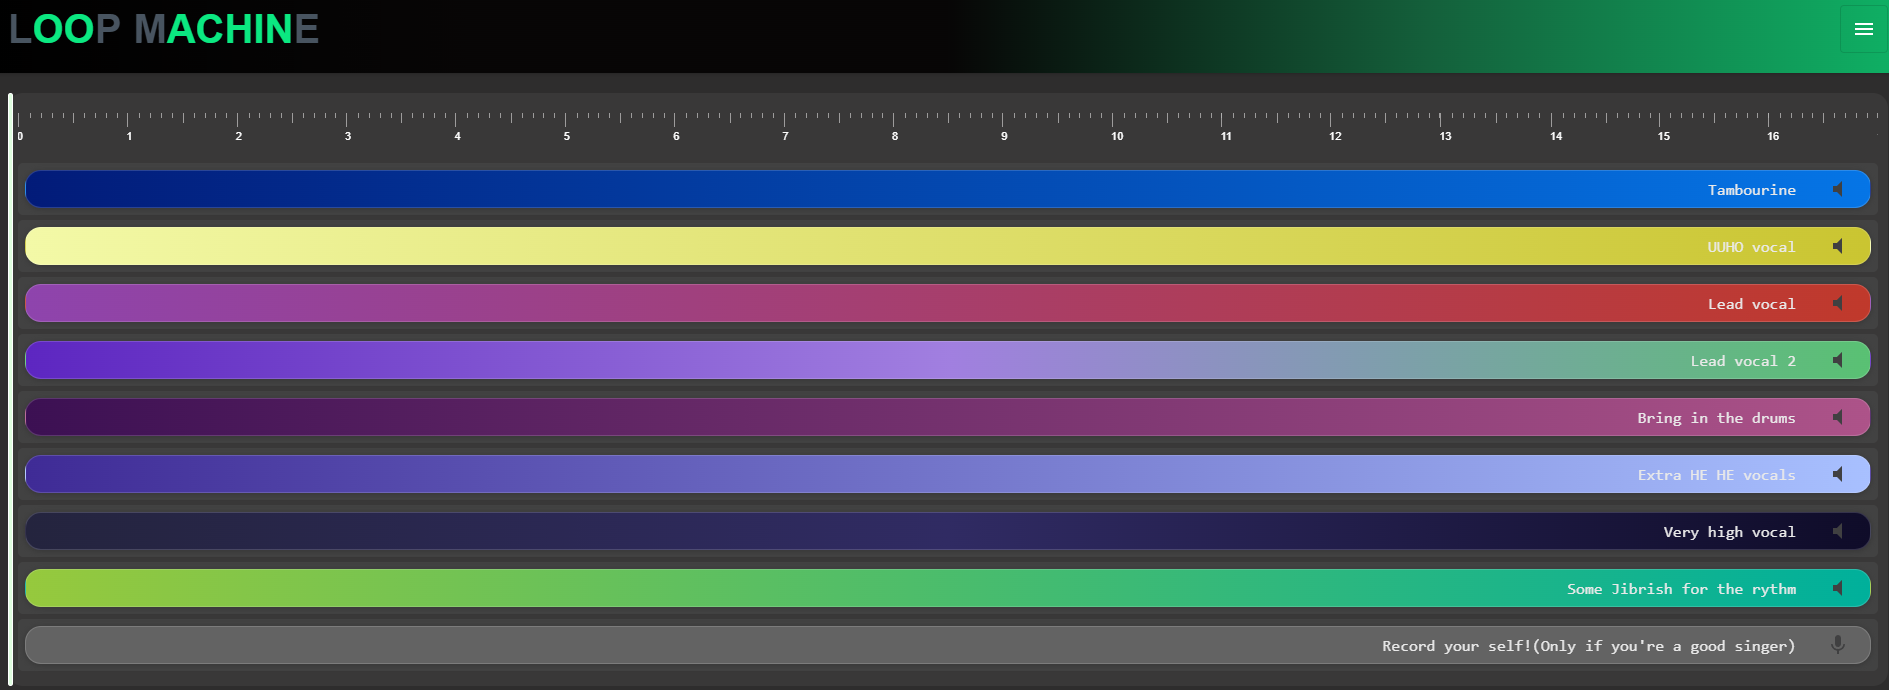 LOOP MACHINE
0 1 2 3 4 5 6 7 8 9 10 11 12 13 14 15 16
Tambourine
UUHO vocal
Lead vocal
Lead vocal 2
Bring in the drums
Extra HE HE vocals
Very high vocal
Some Jibrish for the rythm
Record your self!(Only if you're a good singer)